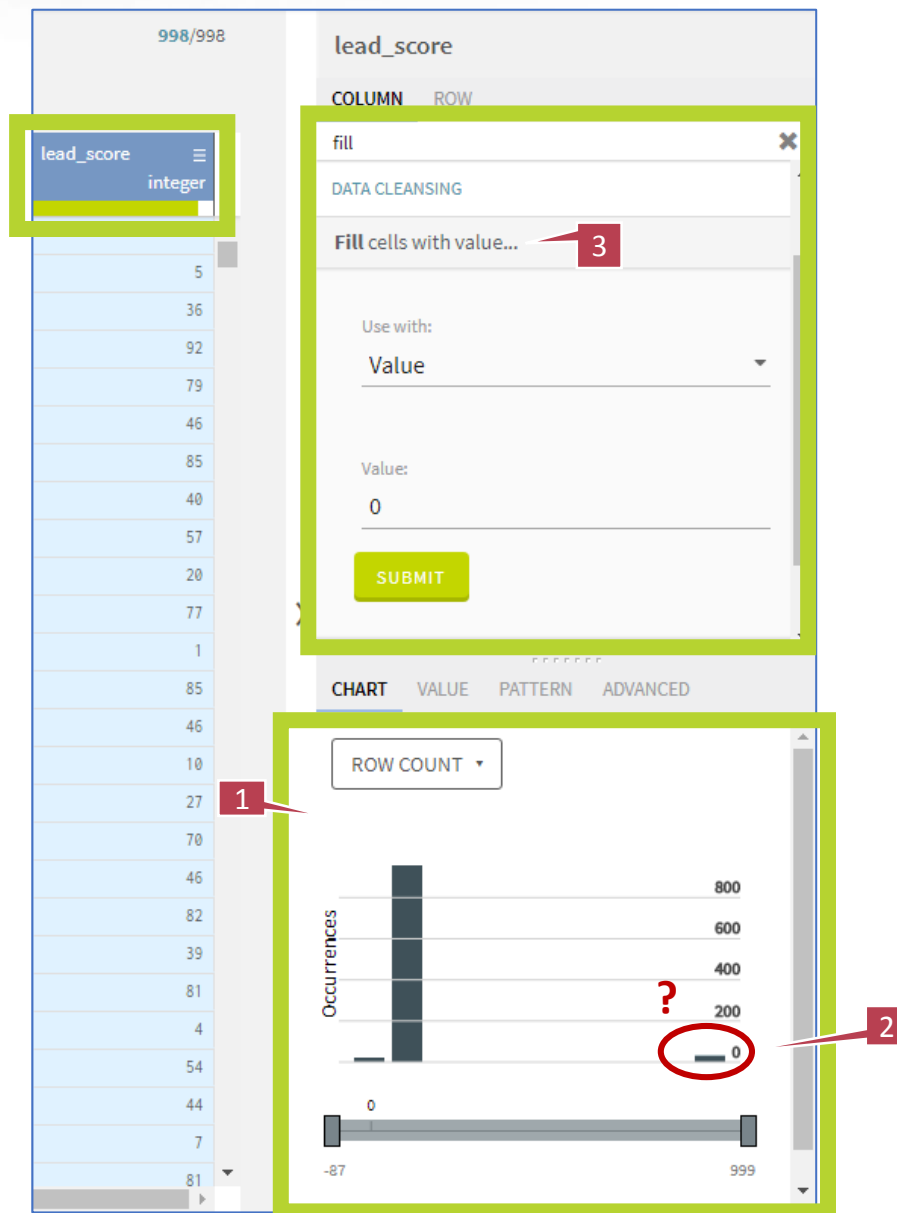 998/998
lead_score
integer
5
36
92
79
46
85
40
57
20
77
1
85
46
10
27
70
46
82
39
81
4
54
44
7
81
lead_score
COLUMN ROW
fill
DATA CLEANSING
Fill cells with value...
3
Use with:
Value
Value:
0
SUBMIT
CHART VALUE PATTERN ADVANCED
ROW COUNT
1
Occurrences
800
600
400
200
0
?
2
0
-87 999